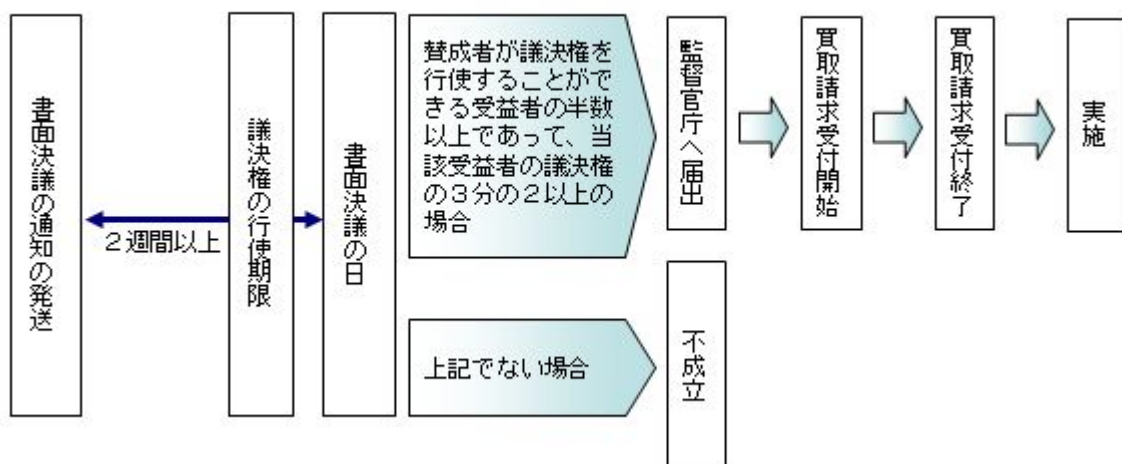 書面決議の通知の発送
２週間以上
議決権の行使期限
書面決議の日
賛成者が議決権を
行使することがで
きる受益者の半数
以上であって、当
該受益者の議決権
の３分の２以上の
場合
監督官庁へ届出
買取請求受付開始
買取請求受付終了
実施
上記でない場合
不成立